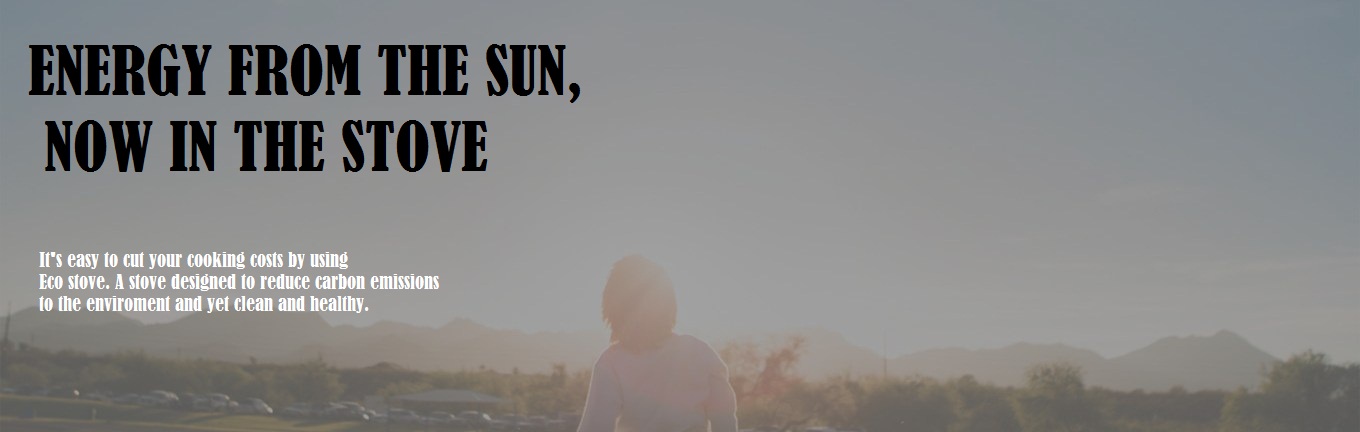 ENERGY FROM THE SUN,
NOW IN THE STOVE
It"s easy to cut your cooking costs by using
Eco stove. A stove designed to reduce carbon emissions
to the enviroment and yet clean and healthy.